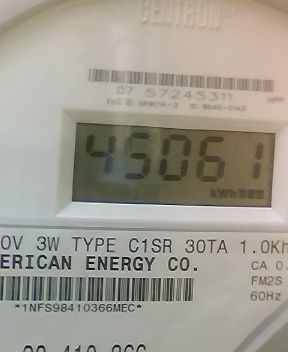 CENTRON
07 57245311
45061
kWh
0V 3W TYPE C1SR 30TA 1.0Kh
ERICAN ENERGY CO.
CA 0.
FM2S
60Hz
*1NFS98410366MEC*